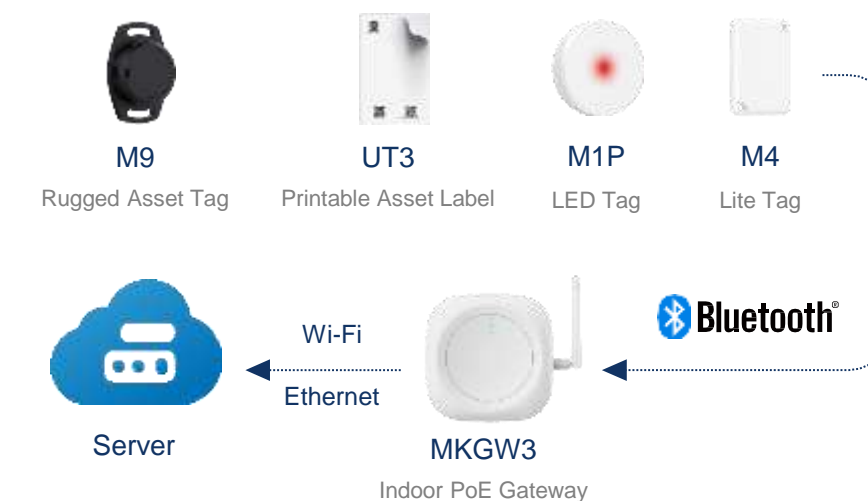 M9
Rugged Asset Tag
UT3
Printable Asset Label
M1P
LED Tag
M4
Lite Tag
Bluetooth®
Wi-Fi
Ethernet
Server
MKGW3
Indoor PoE Gateway